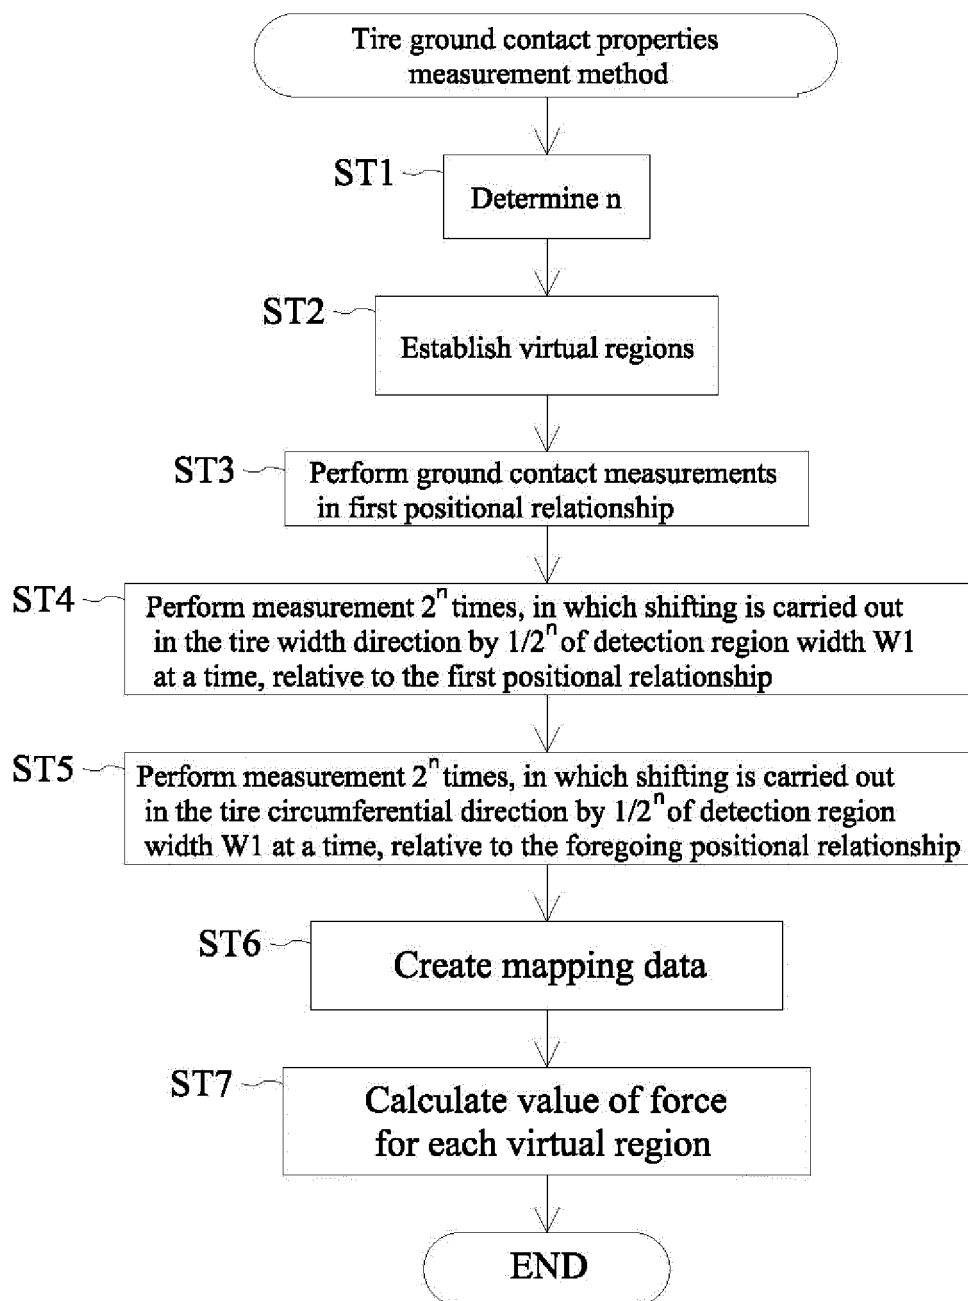 Tire ground contact properties
measurement method
ST1
Determine n
ST2
Establish virtual regions
ST3
Perform ground contact measurements
in first positional relationship
ST4
Perform measurement 2ⁿ times, in which shifting is carried out
in the tire width direction by 1/2ⁿ of detection region width W1
at a time, relative to the first positional relationship
ST5
Perform measurement 2ⁿ times, in which shifting is carried out
in the tire circumferential direction by 1/2ⁿ of detection region
width W1 at a time, relative to the foregoing positional relationship
ST6
Create mapping data
ST7
Calculate value of force
for each virtual region
END